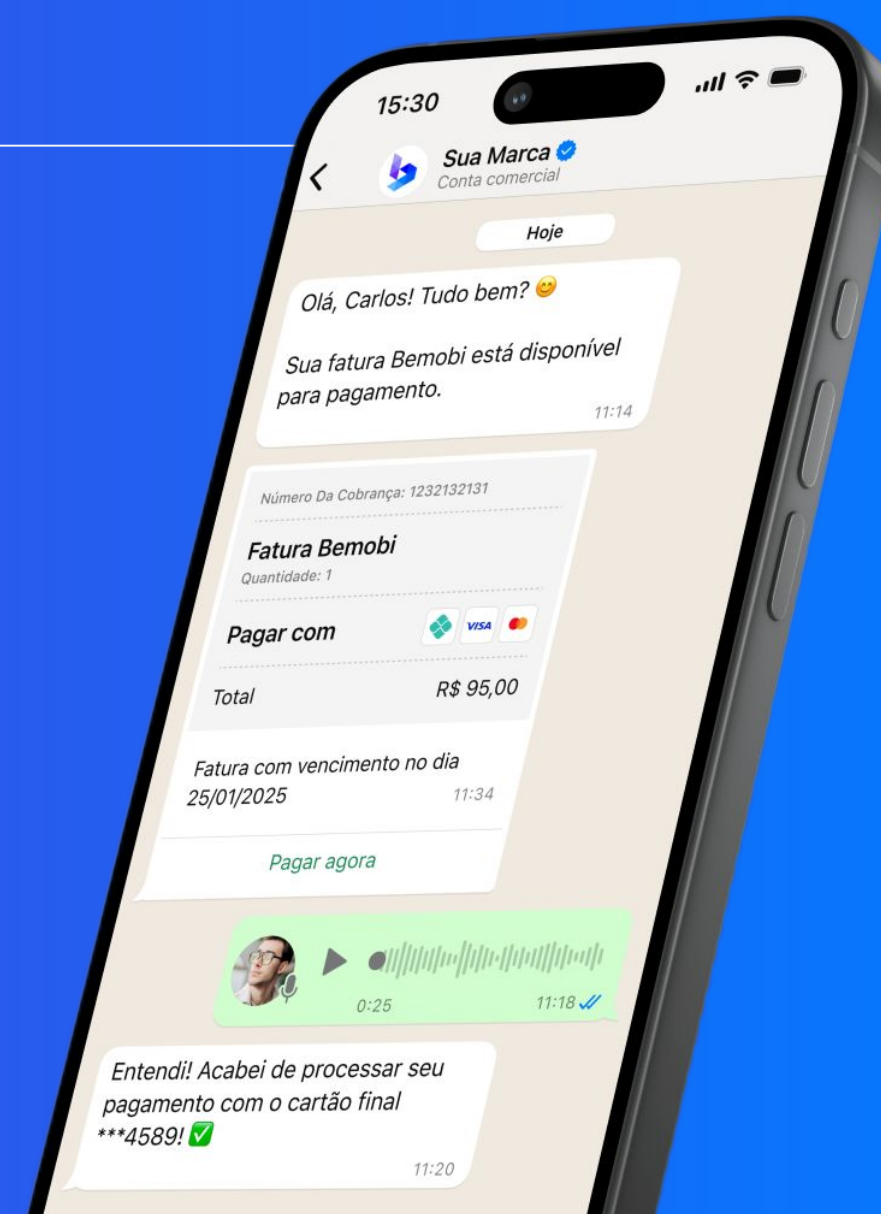 15:30
Sua Marca
Conta comercial
Hoje
Olá, Carlos! Tudo bem? 😊
Sua fatura Bemobi está disponível
para pagamento.
11:14
Número Da Cobrança: 1232132131
Fatura Bemobi
Quantidade: 1
Pagar com
VISA
Total R$ 95,00
Fatura com vencimento no dia
25/01/2025 11:34
Pagar agora
0:25 11:18
Entendi! Acabei de processar seu
pagamento com o cartão final
***4589! ✅
11:20